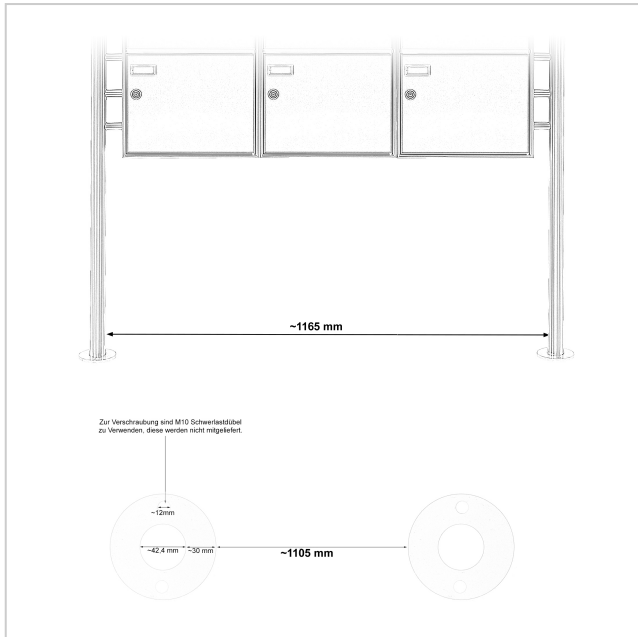 ~1165 mm
Zur Verschraubung sind M10 Schwerlastdübel
zu Verwenden, diese werden nicht mitgeliefert.
~12mm
~42,4 mm
~30 mm
~1105 mm